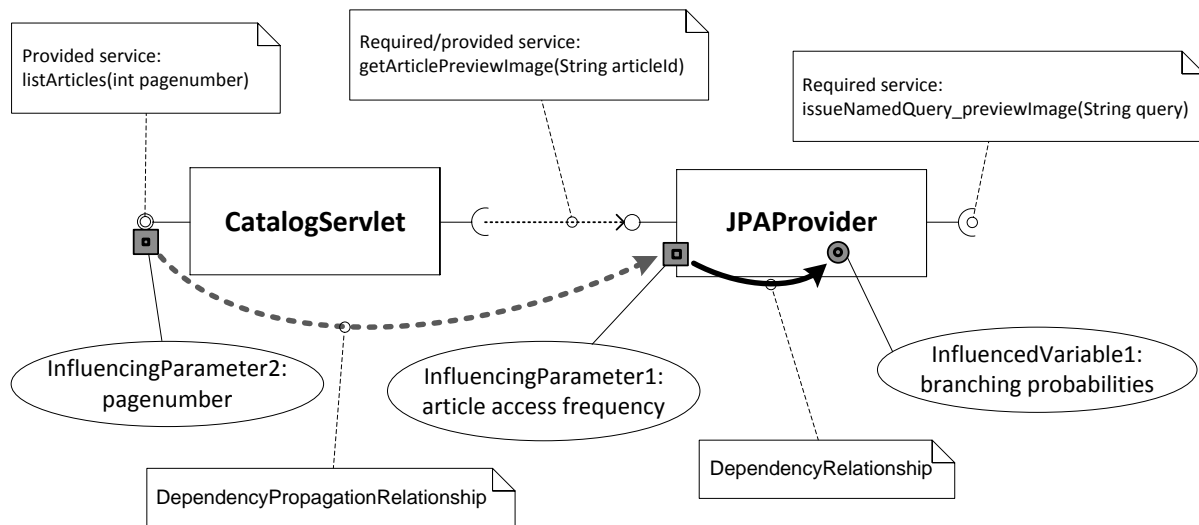 Provided service:
listArticles(int pagenumber)
Required/provided service:
getArticlePreviewImage(String articleId)
Required service:
issueNamedQuery_previewImage(String query)
CatalogServlet
JPAProvider
InfluencingParameter2:
pagenumber
InfluencingParameter1:
article access frequency
InfluencedVariable1:
branching probabilities
DependencyPropagationRelationship
DependencyRelationship